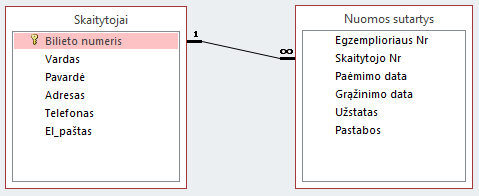 Skaitytojai
Bilieto numeris
Vardas
Pavardė
Adresas
Telefonas
El_paštas
1
∞
Nuomos sutartys
Egzemplioriaus Nr
Skaitytojo Nr
Paėmimo data
Grąžinimo data
Užstatas
Pastabos